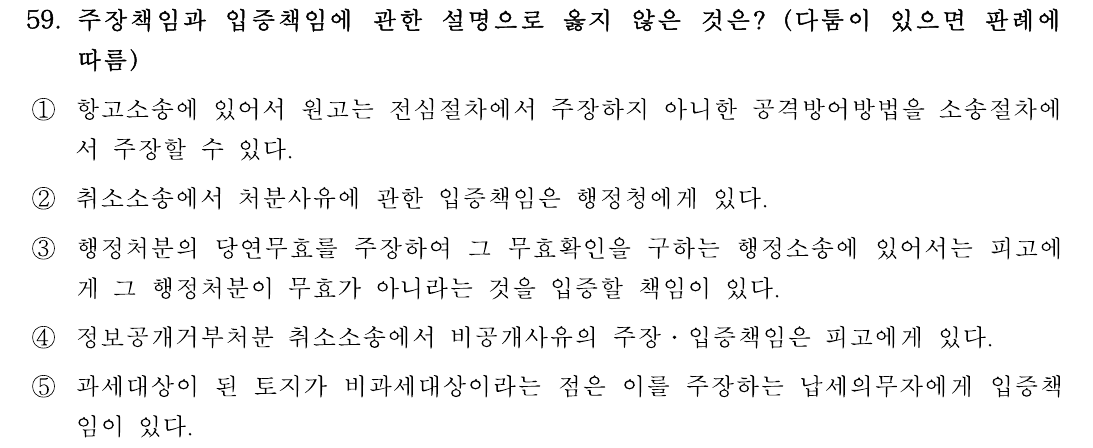 59. 주장책임과 입증책임에 관한 설명으로 옳지 않은 것은? (다툼이 있으면 판례에
따름)
① 항고소송에 있어서 원고는 전심절차에서 주장하지 아니한 공격방어방법을 소송절차에
서 주장할 수 있다.
② 취소소송에서 처분사유에 관한 입증책임은 행정청에게 있다.
③ 행정처분의 당연무효를 주장하여 그 무효확인을 구하는 행정소송에 있어서는 피고에
게 그 행정처분이 무효가 아니라는 것을 입증할 책임이 있다.
④ 정보공개거부처분 취소소송에서 비공개사유의 주장·입증책임은 피고에게 있다.
⑤ 과세대상이 된 토지가 비과세대상이라는 점은 이를 주장하는 납세의무자에게 입증책
임이 있다.